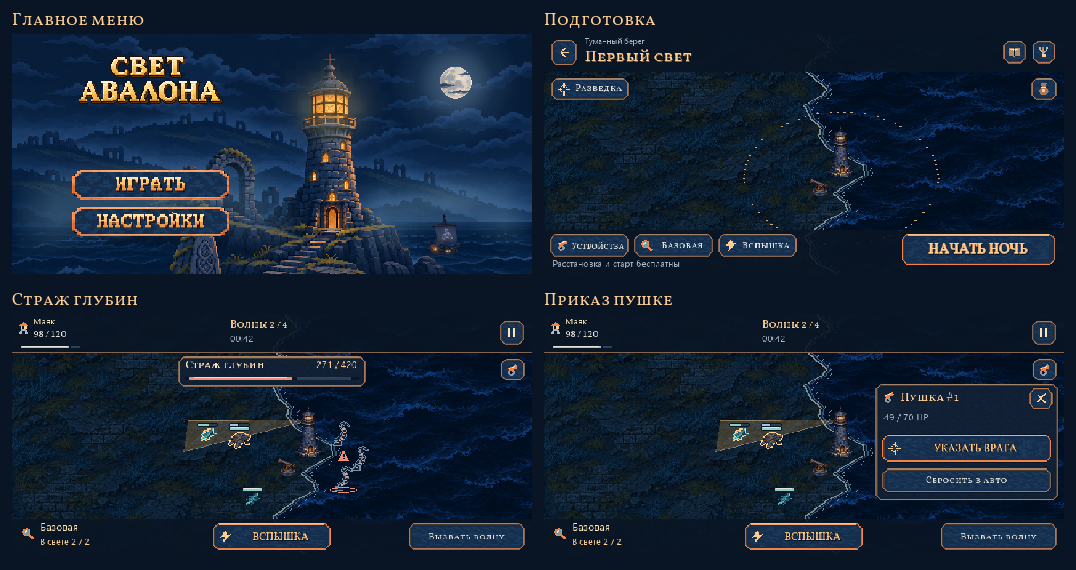 Главное меню
СВЕТ
АВАЛОНА
ИГРАТЬ
НАСТРОЙКИ
Подготовка
Туманный берег
Первый свет
Разведка
Устройства
Базовая
Вспышка
Расстановка и старт бесплатны
НАЧАТЬ НОЧЬ
Страж глубин
Маяк
98 / 120
Волны 2 / 4
00:42
Страж глубин
271 / 420
Базовая
В свете 2 / 2
ВСПЫШКА
Вызвать волну
Приказ пушке
Маяк
98 / 120
Волны 2 / 4
00:42
Пушка #1
49 / 70 HP
УКАЗАТЬ ВРАГА
Сбросить в авто
Базовая
В свете 2 / 2
ВСПЫШКА
Вызвать волну